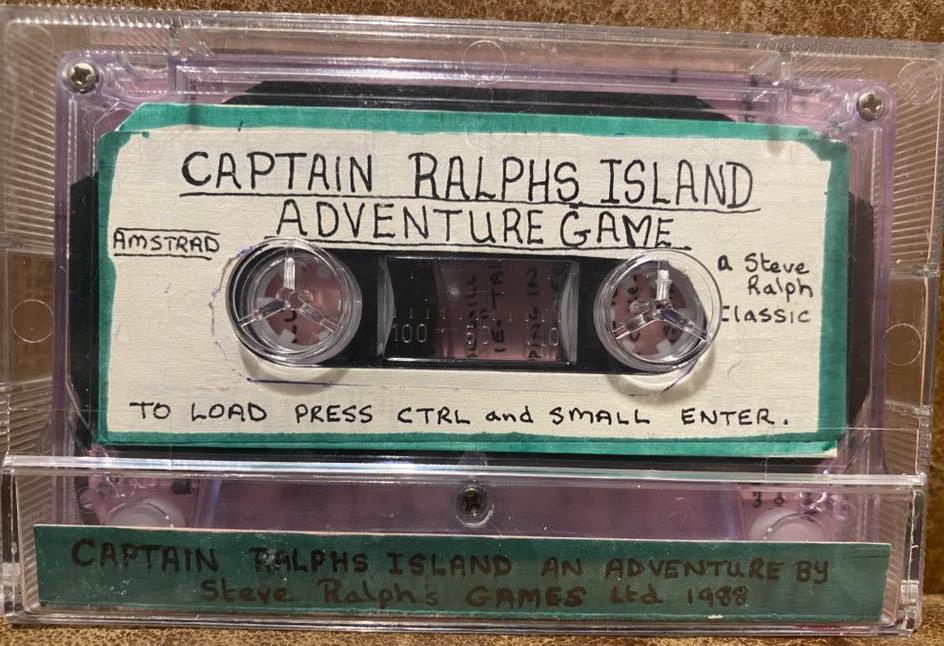 CAPTAIN RALPHS ISLAND
ADVENTURE GAME
AMSTRAD
a Steve
Ralph
Classic
100
TO LOAD PRESS CTRL and SMALL ENTER.
CAPTAIN RALPHS ISLAND AN ADVENTURE BY
Steve Ralph's GAMES Ltd 1988